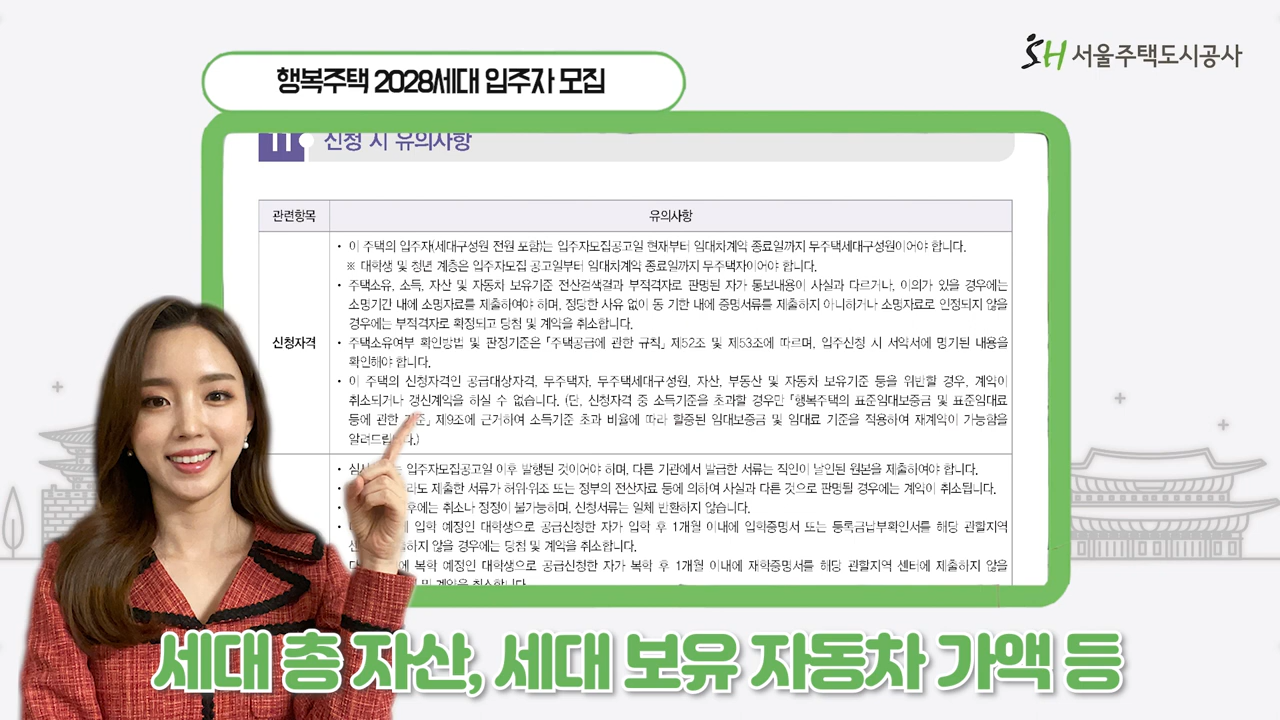 SH 서울주택도시공사
행복주택 2028세대 입주자 모집
신청 시 유의사항
관련항목
유의사항
신청자격
• 이 주택의 입주자(세대구성원 전원 포함)는 입주자모집공고일 현재부터 임대차계약 종료일까지 무주택세대구성원이어야 합니다.
※ 대학생 및 청년 계층은 입주자모집 공고일부터 임대차계약 종료일까지 무주택자이어야 합니다.
• 주택소유, 소득, 자산 및 자동차 보유기준 전산검색결과 부적격자로 판명된 자가 통보내용이 사실과 다르거나, 이의가 있을 경우에는
소명기간 내에 소명자료를 제출하여야 하며, 정당한 사유 없이 동 기한 내에 증명서류를 제출하지 아니하거나 소명자료로 인정되지 않을
경우에는 부적격자로 확정되고 당첨 및 계약을 취소합니다.
• 주택소유여부 확인방법 및 판정기준은 「주택공급에 관한 규칙」 제52조 및 제53조에 따르며, 입주신청 시 서약서에 명기된 내용을
확인해야 합니다.
• 이 주택의 신청자격인 공급대상자격, 무주택자, 무주택세대구성원, 자산, 부동산 및 자동차 보유기준 등을 위반할 경우, 계약이
취소되거나 갱신계약을 하실 수 없습니다. (단, 신청자격 중 소득기준을 초과할 경우만 「행복주택의 표준임대보증금 및 표준임대료
등에 관한 기준」 제9조에 근거하여 소득기준 초과 비율에 따라 할증된 임대보증금 및 임대료 기준을 적용하여 재계약이 가능함을
알려드립니다.)
• 입주자모집공고일 이후 발행된 것이어야 하며, 다른 기관에서 발급한 서류는 직인이 날인된 원본을 제출하여야 합니다.
제출한 서류가 허위·위조 또는 정부의 전산자료 등에 의하여 사실과 다른 것으로 판명될 경우에는 계약이 취소됩니다.
후에는 취소나 정정이 불가능하며, 신청서류는 일체 반환하지 않습니다.
• 입학 예정인 대학생으로 공급신청한 자가 입학 후 1개월 이내에 입학증명서 또는 등록금납부확인서를 해당 관할지역
하지 않을 경우에는 당첨 및 계약을 취소합니다.
복학 예정인 대학생으로 공급신청한 자가 복학 후 1개월 이내에 재학증명서를 해당 관할지역 센터에 제출하지 않을
및 계약을 취소합니다.
세대 총 자산, 세대 보유 자동차 가액 등